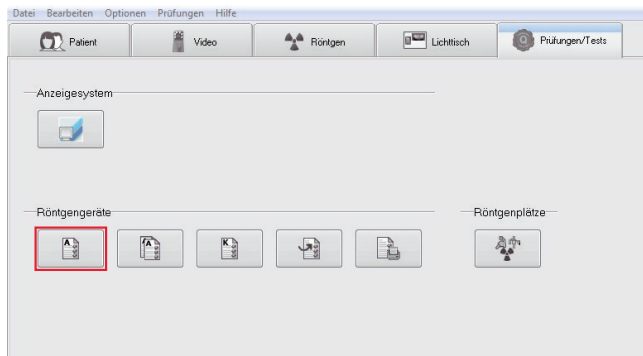 Datei Bearbeiten Optionen Prüfungen Hilfe
Patient Video Röntgen Lichttisch Prüfungen/Tests
Anzeigesystem
Röntgengeräte Röntgenplätze
A A K